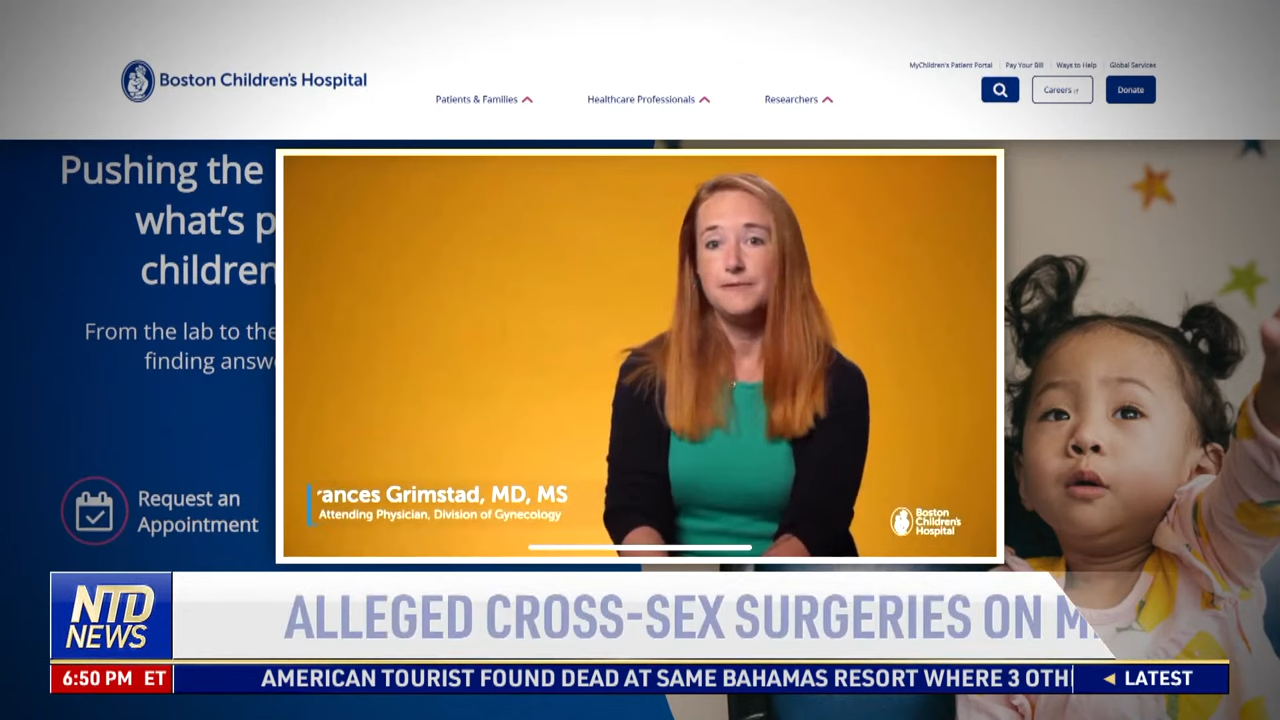 Boston Children's Hospital
MyChildren's Patient Portal
Pay Your Bill
Ways to Help
Global Services
Patients & Families
Healthcare Professionals
Researchers
Careers
Donate
Pushing the
what's p
children
From the lab to the
finding answ
Request an
Appointment
rances Grimstad, MD, MS
Attending Physician, Division of Gynecology
Boston
Children's
Hospital
NTD
NEWS
ALLEGED CROSS-SEX SURGERIES ON M
6:50 PM ET
AMERICAN TOURIST FOUND DEAD AT SAME BAHAMAS RESORT WHERE 3 OTH
LATEST